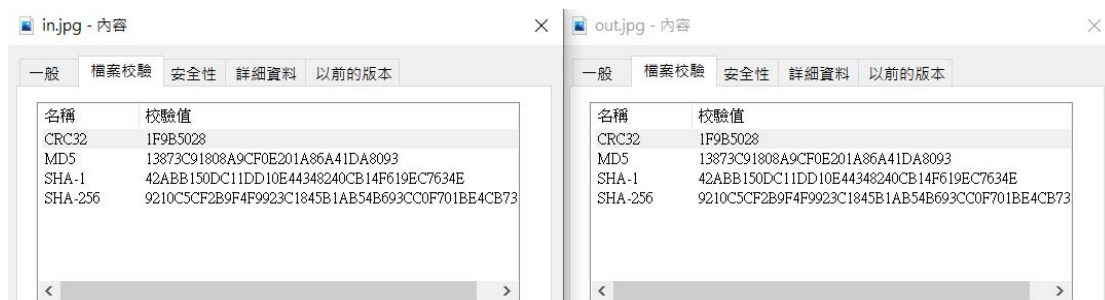 in.jpg - 內容
一般 檔案校驗 安全性 詳細資料 以前的版本
名稱 校驗值
CRC32 1F9B5028
MD5 13873C91808A9CF0E201A86A41DA8093
SHA-1 42ABB150DC11DD10E44348240CB14F619EC7634E
SHA-256 9210C5CF2B9F4F9923C1845B1AB54B693CC0F701BE4CB73
out.jpg - 內容
一般 檔案校驗 安全性 詳細資料 以前的版本
名稱 校驗值
CRC32 1F9B5028
MD5 13873C91808A9CF0E201A86A41DA8093
SHA-1 42ABB150DC11DD10E44348240CB14F619EC7634E
SHA-256 9210C5CF2B9F4F9923C1845B1AB54B693CC0F701BE4CB73